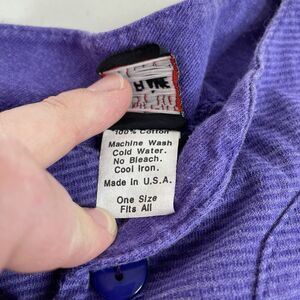 100% Cotton
Machine Wash
Cold Water.
No Bleach.
Cool Iron.
Made in U.S.A.
One Size
Fits All